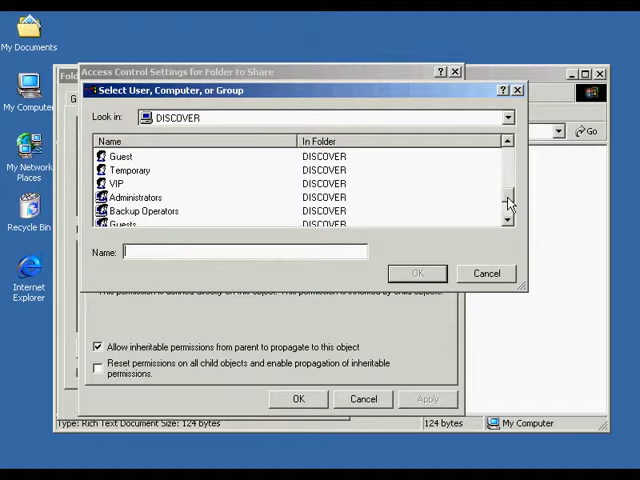 My Documents
My Computer
My Network
Places
Recycle Bin
Internet
Explorer
Access Control Settings for Folder to Share
Select User, Computer, or Group
Look in:
DISCOVER
Name
In Folder
Guest
DISCOVER
Temporary
DISCOVER
VIP
DISCOVER
Administrators
DISCOVER
Backup Operators
DISCOVER
Guests
DISCOVER
Name:
OK
Cancel
Go
Allow inheritable permissions from parent to propagate to this object
Reset permissions on all child objects and enable propagation of inheritable
permissions.
OK
Cancel
Apply
Type: Rich Text Document Size: 124 bytes
124 bytes
My Computer